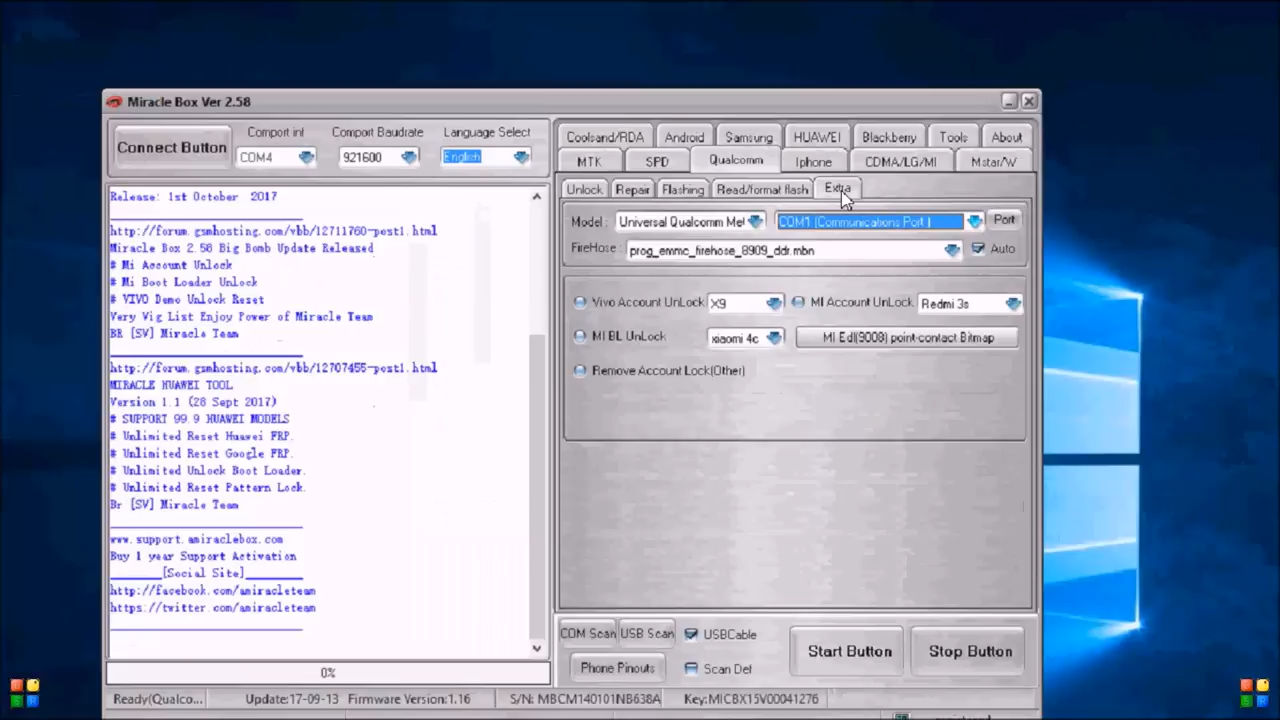 Miracle Box Ver 2.58
Connect Button
Comport int
Comport Baudrate
Language Select
COM4
921600
English
Release: 1st October 2017
http://forum.gsmhosting.com/vbb/12711760-post1.html
Miracle Box 2.58 Big Bomb Update Released
# Mi Account Unlock
# Mi Boot Loader Unlock
# VIVO Demo Unlock Reset
Very Vig List Enjoy Power of Miracle Team
BR [SV] Miracle Team
http://forum.gsmhosting.com/vbb/12707455-post1.html
MIRACLE HUAWEI TOOL
Version 1.1 (28 Sept 2017)
# SUPPORT 99.9 HUAWEI MODELS
# Unlimited Reset Huawei FRP.
# Unlimited Reset Google FRP.
# Unlimited Unlock Boot Loader.
# Unlimited Reset Pattern Lock.
Br [SV] Miracle Team
www.support.amiraclebox.com
Buy 1 year Support Activation
[Social Site]
http://facebook.com/amiracleteam
https://twitter.com/amiracleteam
0%
Coolsand/RDA Android Samsung HUAWEI Blackberry Tools About
MTK SPD Qualcomm Iphone CDMA/LG/MI Mstar/W
Unlock Repair Flashing Read/format flash Extra
Model: Universal Qualcomm Met COM1 (Communications Port ) Port
FireHose: prog_emmc_firehose_8909_ddr.mbn Auto
Vivo Account UnLock X9 MI Account UnLock Redmi 3s
MI BL UnLock xiaomi 4c MI Edl(9008) point-contact Bitmap
Remove Account Lock(Other)
COM Scan USB Scan USBCable
Phone Pinouts Scan Def
Start Button Stop Button
Ready(Qualco... Update:17-09-13 Firmware Version:1.16 S/N: MBCM140101NB638A Key:MICBX15V00041276